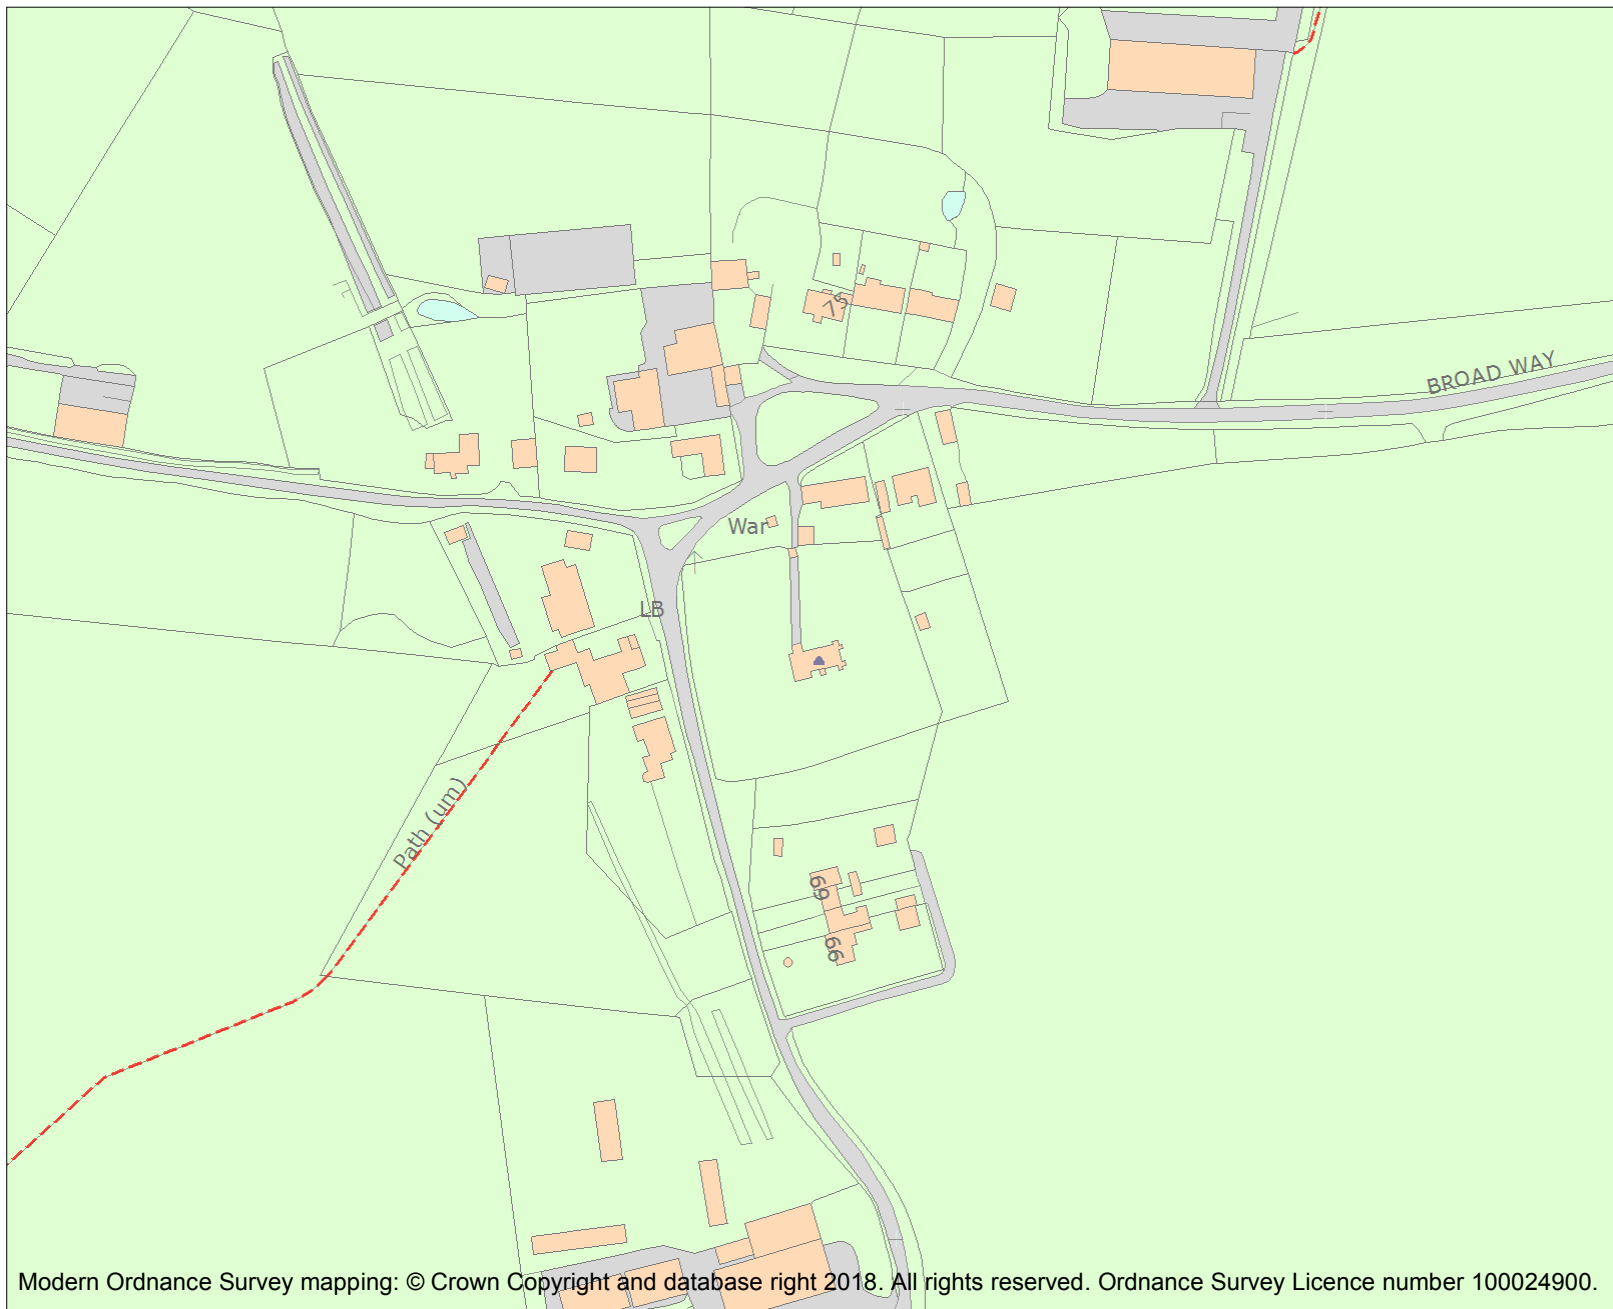 75
BROAD WAY
War
LB
Path (um)
69
66
Modern Ordnance Survey mapping: © Crown Copyright and database right 2018. All rights reserved. Ordnance Survey Licence number 100024900.